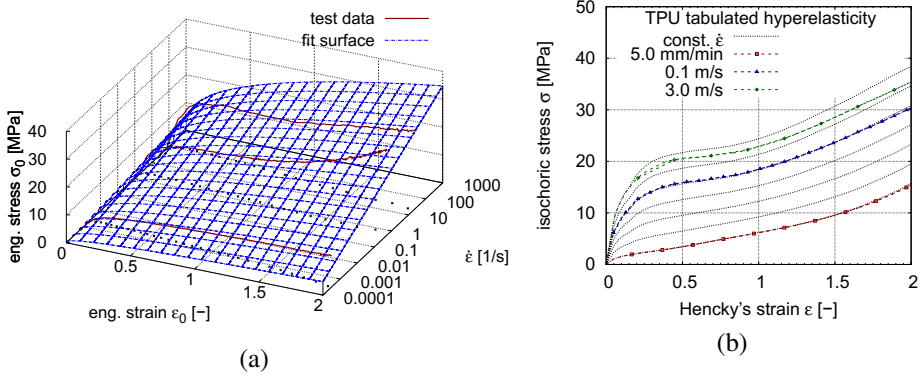 test data
fit surface
eng. stress σ0 [MPa]
40
30
20
10
0
0
0.5
1
1.5
2
eng. strain ε0 [−]
0.0001
0.001
0.01
0.1
1
10
100
1000
ε̇ [1/s]
(a)
TPU tabulated hyperelasticity
const. ε̇
5.0 mm/min
0.1 m/s
3.0 m/s
isochoric stress σ [MPa]
50
40
30
20
10
0
0
0.5
1
1.5
2
Hencky's strain ε [−]
(b)